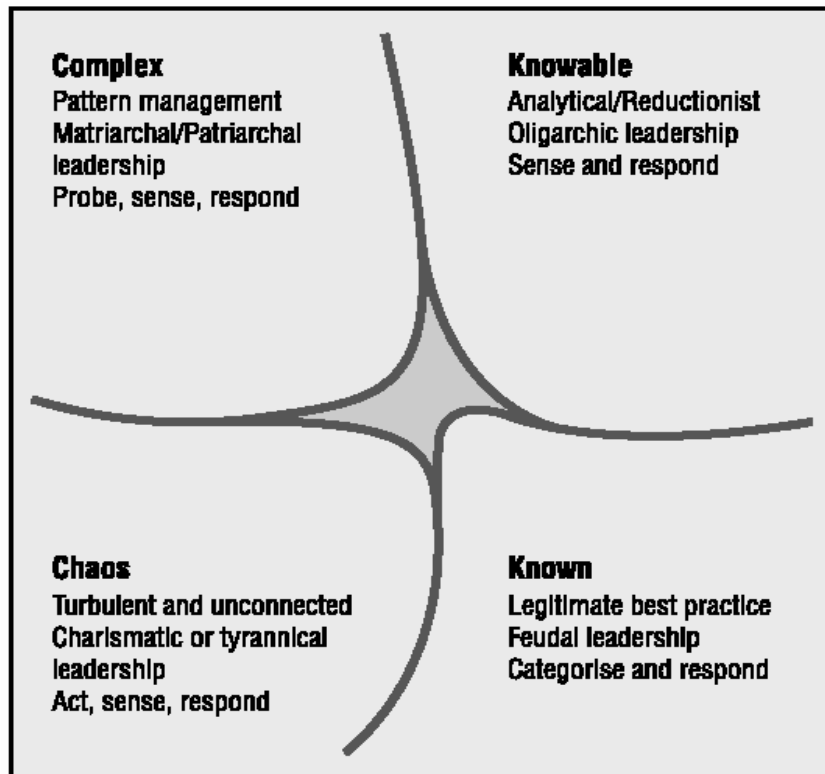 Complex
Pattern management
Matriarchal/Patriarchal
leadership
Probe, sense, respond
Knowable
Analytical/Reductionist
Oligarchic leadership
Sense and respond
Chaos
Turbulent and unconnected
Charismatic or tyrannical
leadership
Act, sense, respond
Known
Legitimate best practice
Feudal leadership
Categorise and respond